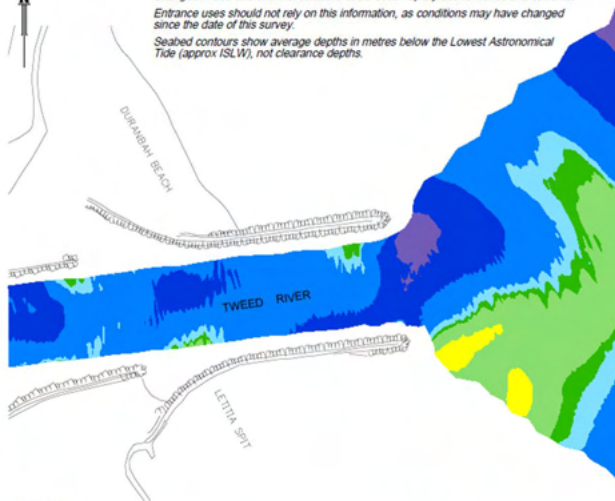 Entrance uses should not rely on this information, as conditions may have changed
since the date of this survey.
Seabed contours show average depths in metres below the Lowest Astronomical
Tide (approx ISLW), not clearance depths.
DURANBAH BEACH
TWEED RIVER
LETITIA SPIT